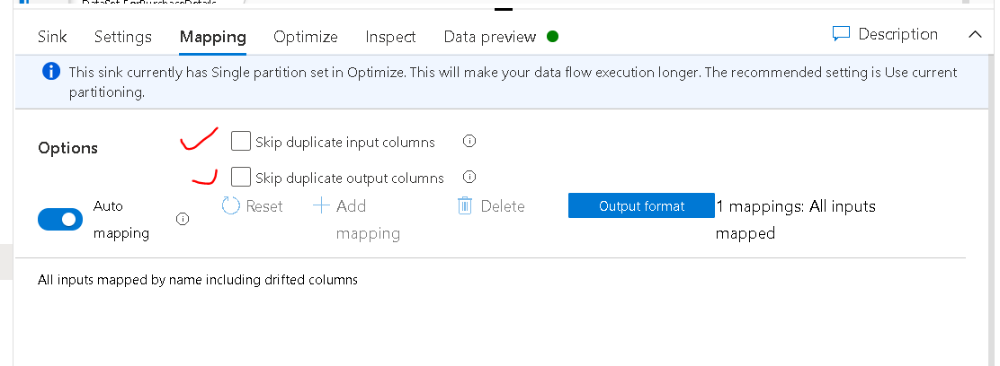 DataSet ForPurchaseDetails
Sink Settings Mapping Optimize Inspect Data preview Description
This sink currently has Single partition set in Optimize. This will make your data flow execution longer. The recommended setting is Use current
partitioning.
Options
Skip duplicate input columns
Skip duplicate output columns
Auto
mapping
Reset
Add
mapping
Delete
Output format
1 mappings: All inputs
mapped
All inputs mapped by name including drifted columns